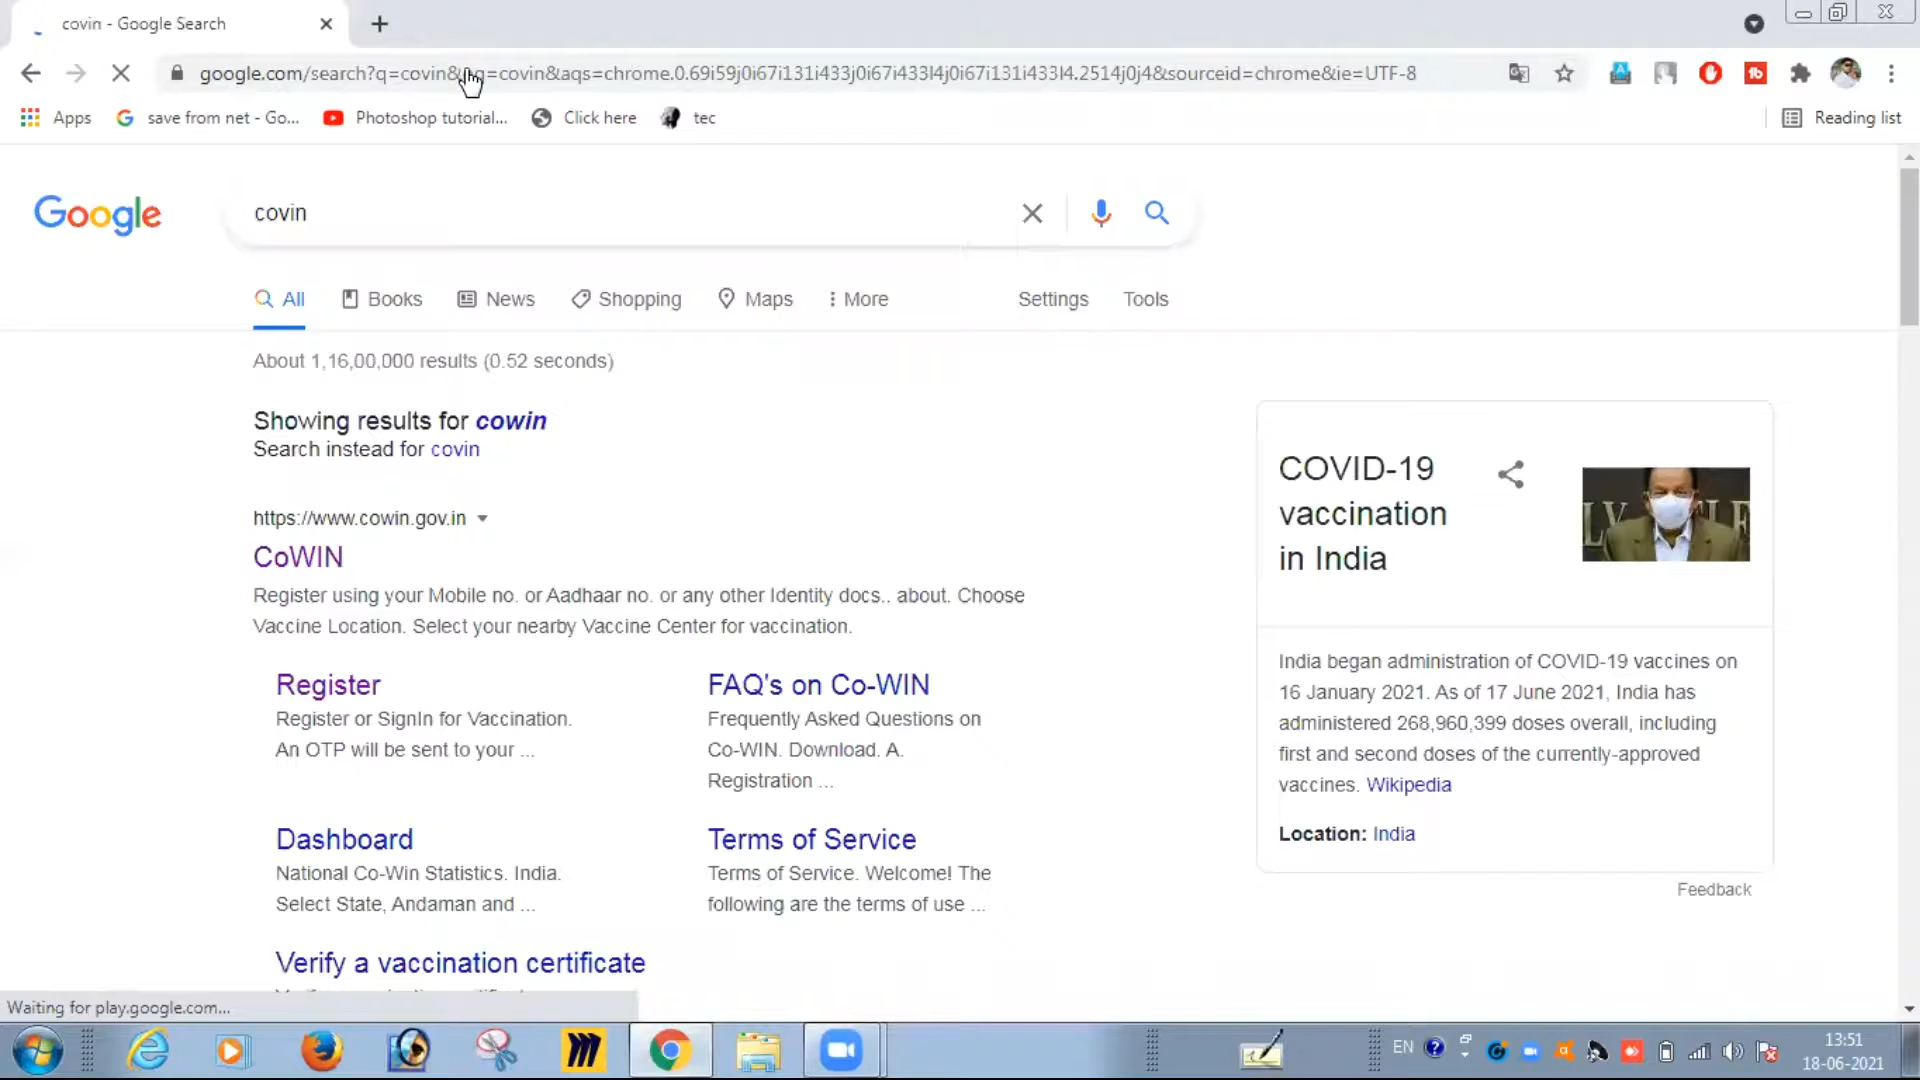 covin - Google Search
google.com/search?q=covin&oq=covin&aqs=chrome.0.69i59j0i67i131i433j0i67i433l4j0i67i131i433l4.2514j0j4&sourceid=chrome&ie=UTF-8
Apps save from net - Go... Photoshop tutorial... Click here tec Reading list
Google covin
All Books News Shopping Maps More Settings Tools
About 1,16,00,000 results (0.52 seconds)
Showing results for cowin
Search instead for covin
https://www.cowin.gov.in
CoWIN
Register using your Mobile no. or Aadhaar no. or any other Identity docs.. about. Choose
Vaccine Location. Select your nearby Vaccine Center for vaccination.
Register
Register or SignIn for Vaccination.
An OTP will be sent to your ...
FAQ's on Co-WIN
Frequently Asked Questions on
Co-WIN. Download. A.
Registration ...
Dashboard
National Co-Win Statistics. India.
Select State, Andaman and ...
Terms of Service
Terms of Service. Welcome! The
following are the terms of use ...
Verify a vaccination certificate
COVID-19
vaccination
in India
India began administration of COVID-19 vaccines on
16 January 2021. As of 17 June 2021, India has
administered 268,960,399 doses overall, including
first and second doses of the currently-approved
vaccines. Wikipedia
Location: India
Feedback
Waiting for play.google.com...
EN
13:51
18-06-2021